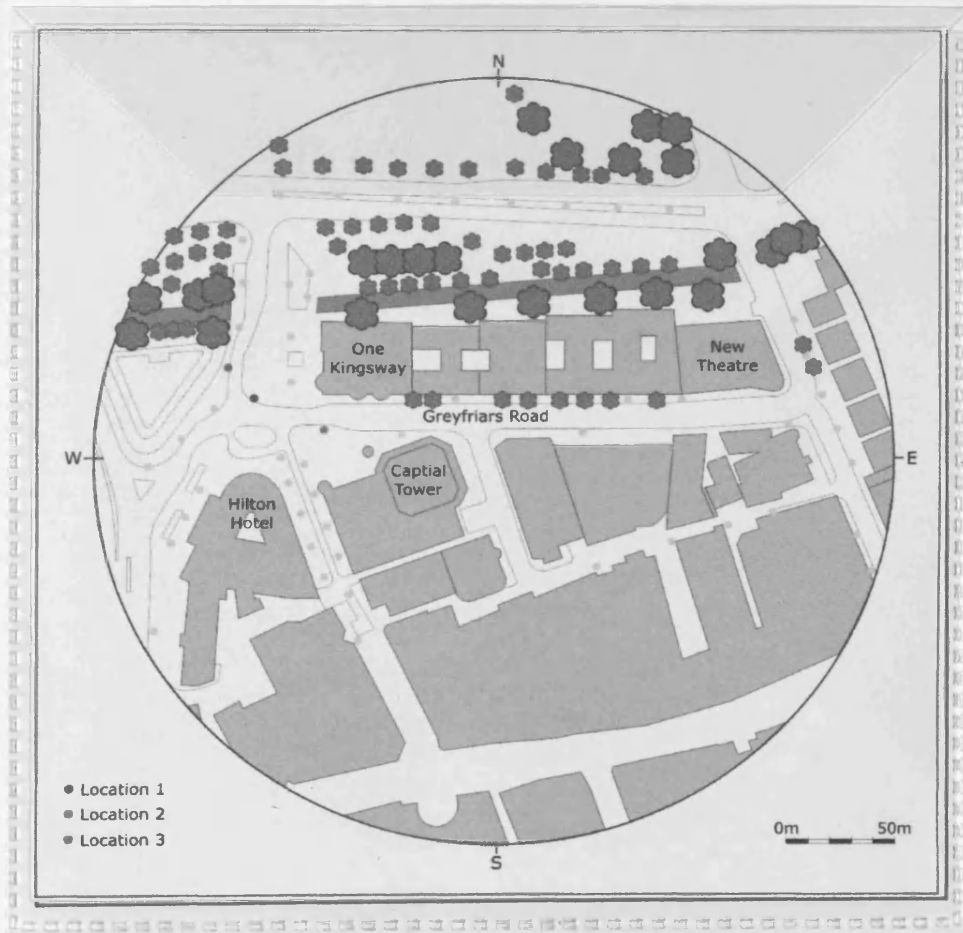 N
One
Kingsway
New
Theatre
Greyfriars Road
W
E
Captial
Tower
Hilton
Hotel
Location 1
Location 2
Location 3
0m 50m
S